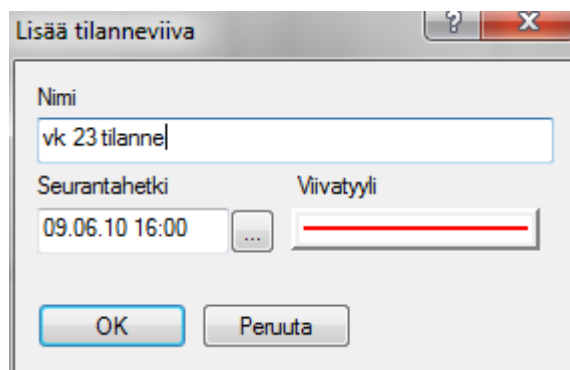 Lisää tilanneviiva
Nimi
vk 23 tilanne
Seurantahetki Viivatyyli
09.06.10 16:00 ...
OK Peruuta